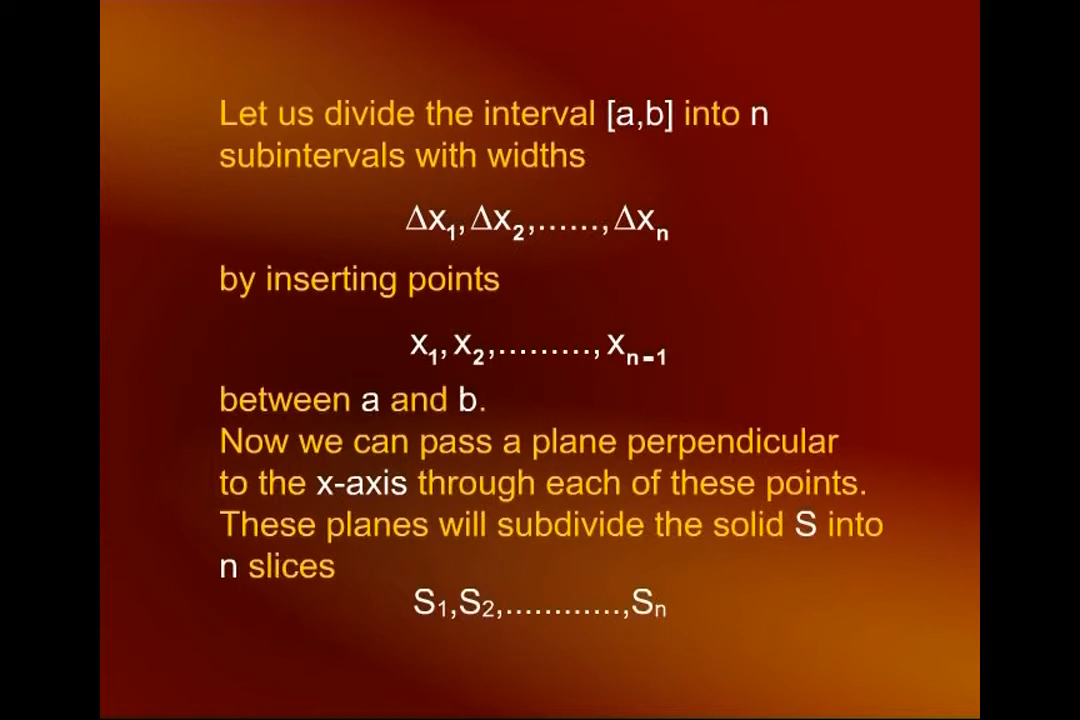 Let us divide the interval [a,b] into n
subintervals with widths
Δx₁,Δx₂,......,Δxₙ
by inserting points
x₁,x₂,.........,xₙ₋₁
between a and b.
Now we can pass a plane perpendicular
to the x-axis through each of these points.
These planes will subdivide the solid S into
n slices
S₁,S₂,............,Sₙ